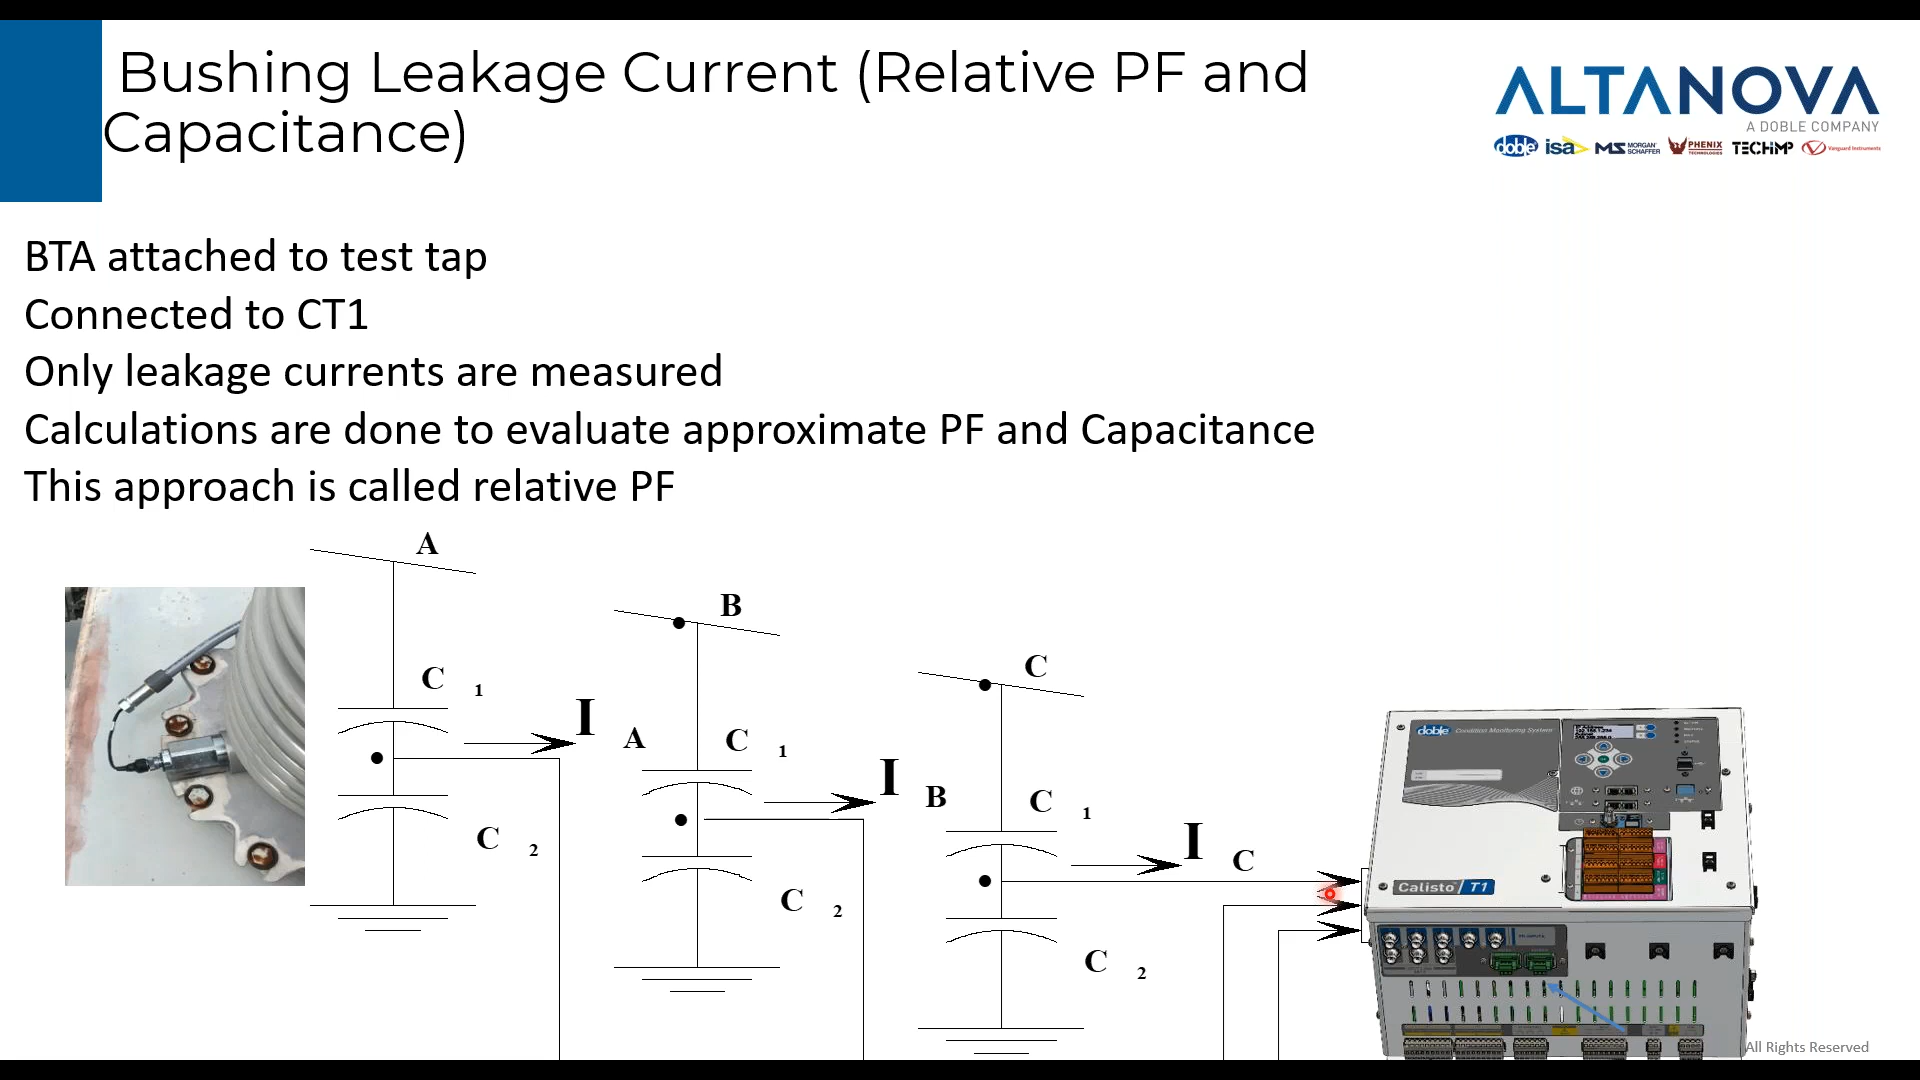 Bushing Leakage Current (Relative PF and
Capacitance)
ALTANOVA
A DOBLE COMPANY
doble isa MS MORGAN SCHAFFER PHENIX TECHNOLOGIES TECHIMP Vanguard Instruments
BTA attached to test tap
Connected to CT1
Only leakage currents are measured
Calculations are done to evaluate approximate PF and Capacitance
This approach is called relative PF
A
B
C
C 1
I A
C 1
I B
C 1
I C
C 2
C 2
C 2
doble Condition Monitoring System
Calisto T1
All Rights Reserved